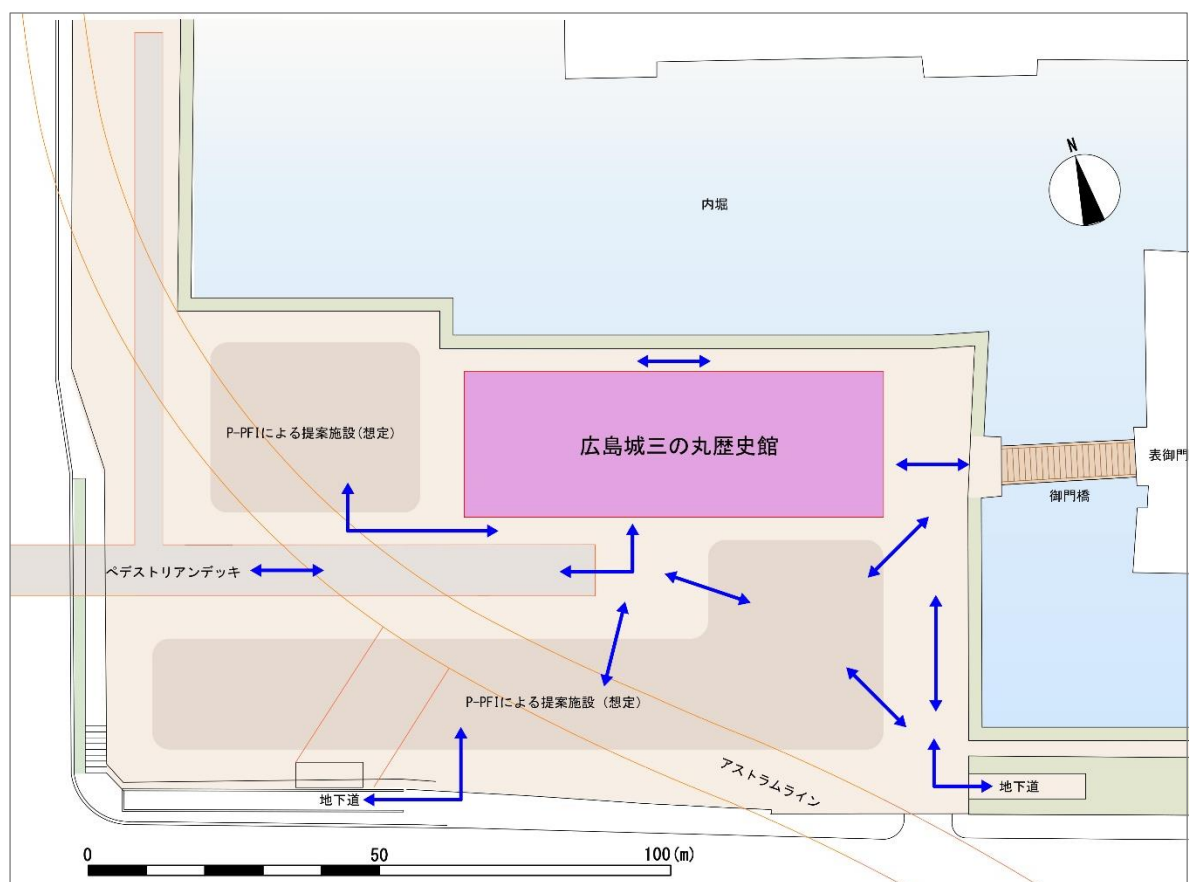 N
内堀
P-PFIによる提案施設(想定)
広島城三の丸歴史館
表御門
御門橋
ペデストリアンデッキ
P-PFIによる提案施設（想定）
アストラムライン
地下道
地下道
0 50 100(m)